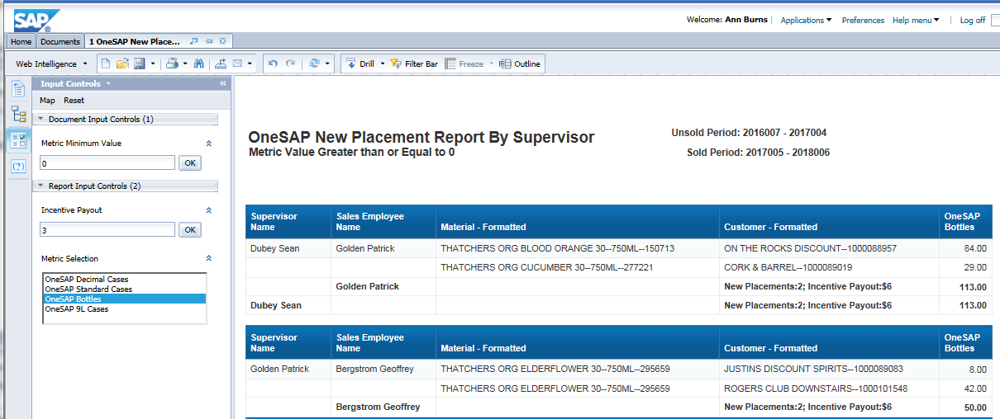 SAP
Welcome: Ann Burns Applications Preferences Help menu Log off
Home Documents 1 OneSAP New Place...
Web Intelligence Drill Filter Bar Freeze Outline
Input Controls
Map Reset
Document Input Controls (1)
Metric Minimum Value
0 OK
Report Input Controls (2)
Incentive Payout
3 OK
Metric Selection
OneSAP Decimal Cases
OneSAP Standard Cases
OneSAP Bottles
OneSAP 9L Cases
OneSAP New Placement Report By Supervisor
Metric Value Greater than or Equal to 0
Unsold Period: 2016007 - 2017004
Sold Period: 2017005 - 2018006
Supervisor Name Sales Employee Name Material - Formatted Customer - Formatted OneSAP Bottles
Dubey Sean Golden Patrick THATCHERS ORG BLOOD ORANGE 30--750ML--150713 ON THE ROCKS DISCOUNT--1000088957 84.00
THATCHERS ORG CUCUMBER 30--750ML--277221 CORK & BARREL--1000089019 29.00
Golden Patrick New Placements:2; Incentive Payout:$6 113.00
Dubey Sean New Placements:2; Incentive Payout:$6 113.00
Supervisor Name Sales Employee Name Material - Formatted Customer - Formatted OneSAP Bottles
Golden Patrick Bergstrom Geoffrey THATCHERS ORG ELDERFLOWER 30--750ML--295659 JUSTINS DISCOUNT SPIRITS--1000089083 8.00
THATCHERS ORG ELDERFLOWER 30--750ML--295659 ROGERS CLUB DOWNSTAIRS--1000101548 42.00
Bergstrom Geoffrey New Placements:2; Incentive Payout:$6 50.00